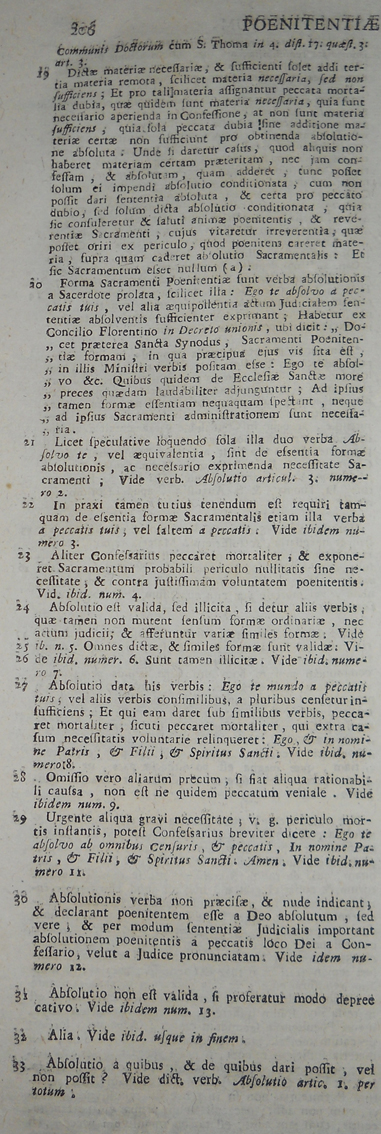 206 POENITENTIÆ
Communis Doctorum cum S. Thoma in 4. dist. 17. quæst. 3.
art. 3.
19 Dictæ materiæ necessariæ, & sufficienti solet addi ter-
tia materia remota, scilicet materia necessaria, sed non
sufficiens; Et pro tali materia assignantur peccata morta-
lia dubia, quæ quidem sunt materia necessaria, quia sunt
necessario aperienda in Confessione, at non sunt materia
sufficiens, quia sola peccata dubia sine additione ma-
teriæ certæ non sufficiunt pro obtinenda absolutio-
ne absoluta: Unde si daretur casus, quod aliquis non
haberet materiam certam præteritam, nec jam con-
fessam, & absolutam, quam adderet, tunc posset
solum ei impendi absolutio conditionata, cum non
possit dari sententia absoluta, & certa pro peccato
dubio, sed solum dicta absolutio conditionata, quia
sic consuleretur & saluti animæ poenitentis, & reve-
rentiæ Sacramenti, cujus vitaretur irreverentia, quæ
posset oriri ex periculo, quod poenitens careret mate-
ria, supra quam caderet absolutio Sacramentalis: Et
sic Sacramentum esset nullum (a):
20 Forma Sacramenti Poenitentiæ sunt verba absolutionis
a Sacerdote prolata, scilicet illa: Ego te absolvo a pec-
catis tuis, vel alia æquipollentia actum Judicialem sen-
tentiæ absolventis sufficienter exprimant; Habetur ex
Concilio Florentino in Decreto unionis, ubi dicit: „ Do-
„ cet præterea Sancta Synodus, Sacramenti Poeniten-
„ tiæ formam, in qua præcipua ejus vis sita est,
„ in illis Ministri verbis positam esse: Ego te absol-
„ vo &c. Quibus quidem de Ecclesiæ Sanctæ more
„ preces quædam laudabiliter adjunguntur; Ad ipsius
„ tamen formæ essentiam nequaquam spectant, neque
„ ad ipsius Sacramenti administrationem sunt necessa-
„ ria.
21 Licet speculative loquendo sola illa duo verba Ab-
solvo te, vel æquivalentia, sint de essentia formæ
absolutionis, ac necessario exprimenda necessitate Sa-
cramenti; Vide verb. Absolutio articul. 3. nume-
ro 2.
22 In praxi tamen tutius tenendum est requiri tam-
quam de essentia formæ Sacramentalis etiam illa verba
a peccatis tuis; vel saltem a peccatis. Vide ibidem nu-
mero 3.
23 Aliter Confessarius peccaret mortaliter, & expone-
ret Sacramentum probabili periculo nullitatis sine ne-
cessitate; & contra justissimam voluntatem poenitentis.
Vid. ibid. num. 4.
24 Absolutio est valida, sed illicita, si detur aliis verbis,
quæ tamen non mutent sensum formæ ordinariæ, nec
actum judicii; & afferuntur variæ similes formæ; Vide
25 ib. n. 5. Omnes dictæ, & similes formæ sunt validæ: Vi-
26 de ibid. numer. 6. Sunt tamen illicitæ. Vide ibid. nume-
ro 7.
27 Absolutio data his verbis: Ego te mundo a peccatis
tuis; vel aliis verbis consimilibus, a pluribus censetur in-
sufficiens; Et qui eam daret sub similibus verbis, pecca-
ret mortaliter, sicuti peccaret mortaliter, qui extra ca-
sum necessitatis voluntarie relinqueret: Ego, & in nomi-
ne Patris, & Filii, & Spiritus Sancti. Vide ibid. nu-
mero 8.
28 Omissio vero aliarum precum; si fiat aliqua rationabi-
li caussa, non est ne quidem peccatum veniale. Vide
ibidem num. 9.
29 Urgente aliqua gravi necessitate; v. g. periculo mor-
tis instantis, potest Confessarius breviter dicere: Ego te
absolvo ab omnibus Censuris, & peccatis, In nomine Pa-
tris, & Filii, & Spiritus Sancti. Amen. Vide ibid. nu-
mero 11.
30 Absolutionis verba non præcise, & nude indicant;
& declarant poenitentem esse a Deo absolutum, sed
vere; & per modum sententiæ Judicialis important
absolutionem poenitentis a peccatis loco Dei a Con-
fessario, velut a Judice pronunciatam. Vide idem nu-
mero 12.
31 Absolutio non est valida, si proferatur modo depre-
cativo. Vide ibidem num. 13.
32 Alia. Vide ibid. usque in finem.
33 Absolutio a quibus, & de quibus dari possit, vel
non possit? Vide dict. verb. Absolutio artic. 1. per
totum.